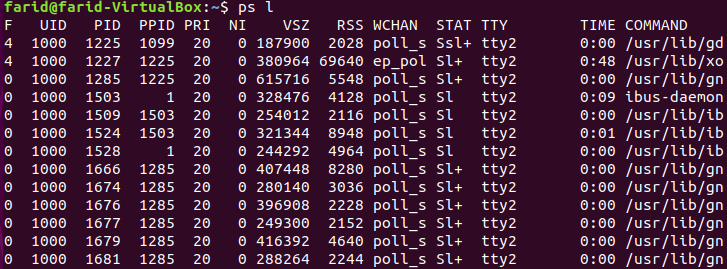 farid@farid-VirtualBox:~$ ps l
F UID PID PPID PRI NI VSZ RSS WCHAN STAT TTY TIME COMMAND
4 1000 1225 1099 20 0 187900 2028 poll_s Ssl+ tty2 0:00 /usr/lib/gd
4 1000 1227 1225 20 0 380964 69640 ep_pol Sl+ tty2 0:48 /usr/lib/xo
0 1000 1285 1225 20 0 615716 5548 poll_s Sl+ tty2 0:00 /usr/lib/gn
0 1000 1503 1 20 0 328476 4128 poll_s Sl tty2 0:09 ibus-daemon
0 1000 1509 1503 20 0 254012 2116 poll_s Sl tty2 0:00 /usr/lib/ib
0 1000 1524 1503 20 0 321344 8948 poll_s Sl tty2 0:01 /usr/lib/ib
0 1000 1528 1 20 0 244292 4964 poll_s Sl tty2 0:00 /usr/lib/ib
0 1000 1666 1285 20 0 407448 8280 poll_s Sl+ tty2 0:00 /usr/lib/gn
0 1000 1674 1285 20 0 280140 3036 poll_s Sl+ tty2 0:00 /usr/lib/gn
0 1000 1676 1285 20 0 396908 2228 poll_s Sl+ tty2 0:00 /usr/lib/gn
0 1000 1677 1285 20 0 249300 2152 poll_s Sl+ tty2 0:00 /usr/lib/gn
0 1000 1679 1285 20 0 416392 4640 poll_s Sl+ tty2 0:00 /usr/lib/gn
0 1000 1681 1285 20 0 288264 2244 poll_s Sl+ tty2 0:00 /usr/lib/gn